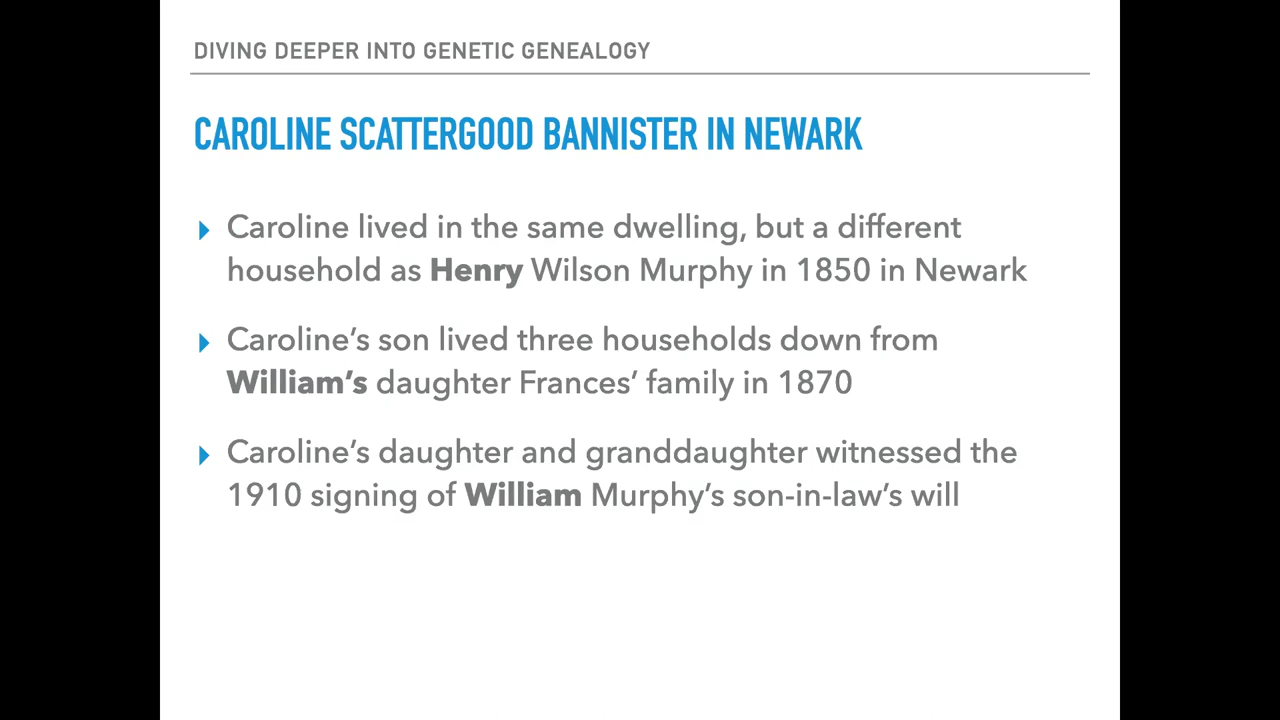 DIVING DEEPER INTO GENETIC GENEALOGY
CAROLINE SCATTERGOOD BANNISTER IN NEWARK
Caroline lived in the same dwelling, but a different
household as Henry Wilson Murphy in 1850 in Newark
Caroline’s son lived three households down from
William’s daughter Frances’ family in 1870
Caroline’s daughter and granddaughter witnessed the
1910 signing of William Murphy’s son-in-law’s will